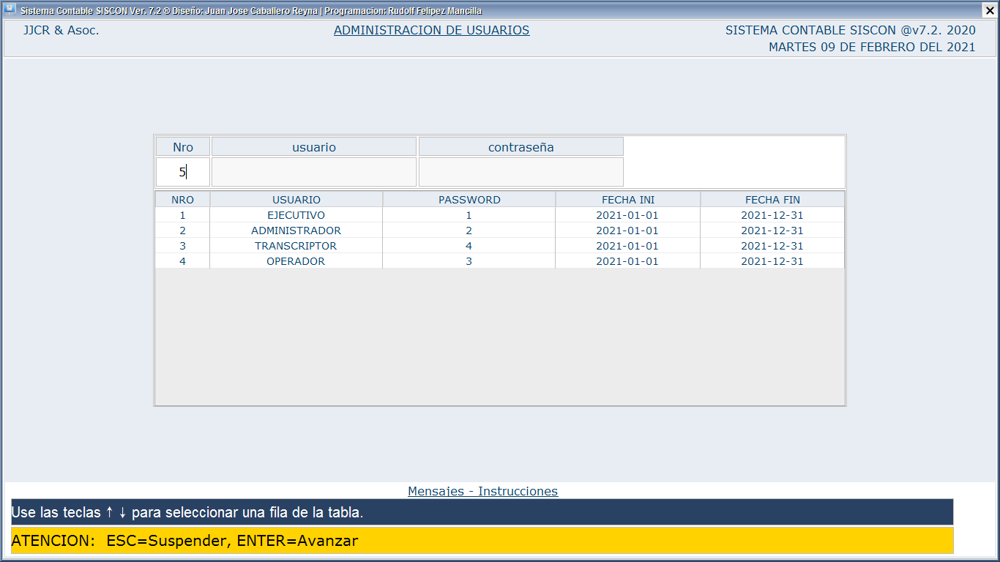 Sistema Contable SISCON Ver. 7.2 ® Diseño: Juan Jose Caballero Reyna | Programacion: Rudolf Felipez Mancilla
JJCR & Asoc. ADMINISTRACION DE USUARIOS SISTEMA CONTABLE SISCON @v7.2. 2020
MARTES 09 DE FEBRERO DEL 2021
Nro usuario contraseña
5
NRO USUARIO PASSWORD FECHA INI FECHA FIN
1 EJECUTIVO 1 2021-01-01 2021-12-31
2 ADMINISTRADOR 2 2021-01-01 2021-12-31
3 TRANSCRIPTOR 4 2021-01-01 2021-12-31
4 OPERADOR 3 2021-01-01 2021-12-31
Mensajes - Instrucciones
Use las teclas ↑ ↓ para seleccionar una fila de la tabla.
ATENCION: ESC=Suspender, ENTER=Avanzar